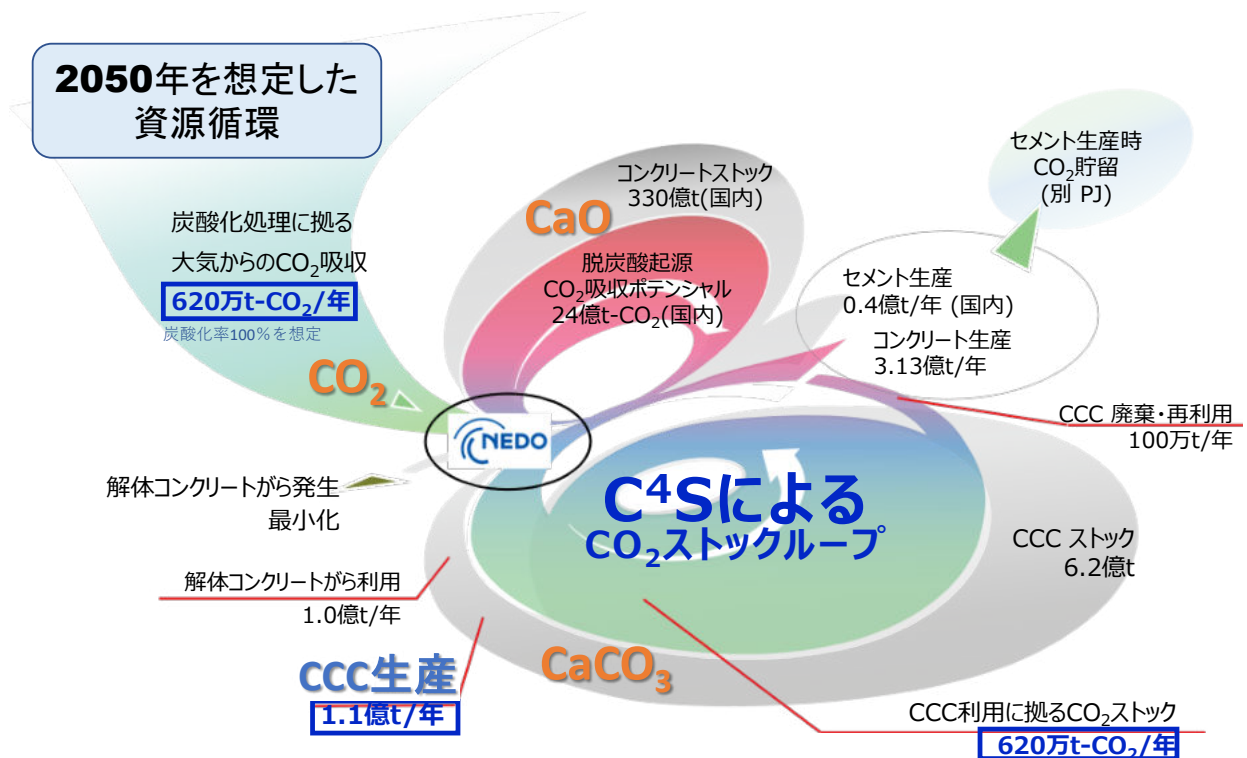 2050年を想定した
資源循環
炭酸化処理に拠る
大気からのCO₂吸収
620万t-CO₂/年
炭酸化率100%を想定
CO₂
コンクリートストック
330億t(国内)
CaO
脱炭酸起源
CO₂吸収ポテンシャル
24億t-CO₂(国内)
セメント生産時
CO₂貯留
(別 PJ)
セメント生産
0.4億t/年 (国内)
コンクリート生産
3.13億t/年
CCC 廃棄・再利用
100万t/年
NEDO
解体コンクリートがら発生
最小化
C⁴Sによる
CO₂ストックループ
CCC ストック
6.2億t
解体コンクリートがら利用
1.0億t/年
CCC生産
1.1億t/年
CaCO₃
CCC利用に拠るCO₂ストック
620万t-CO₂/年